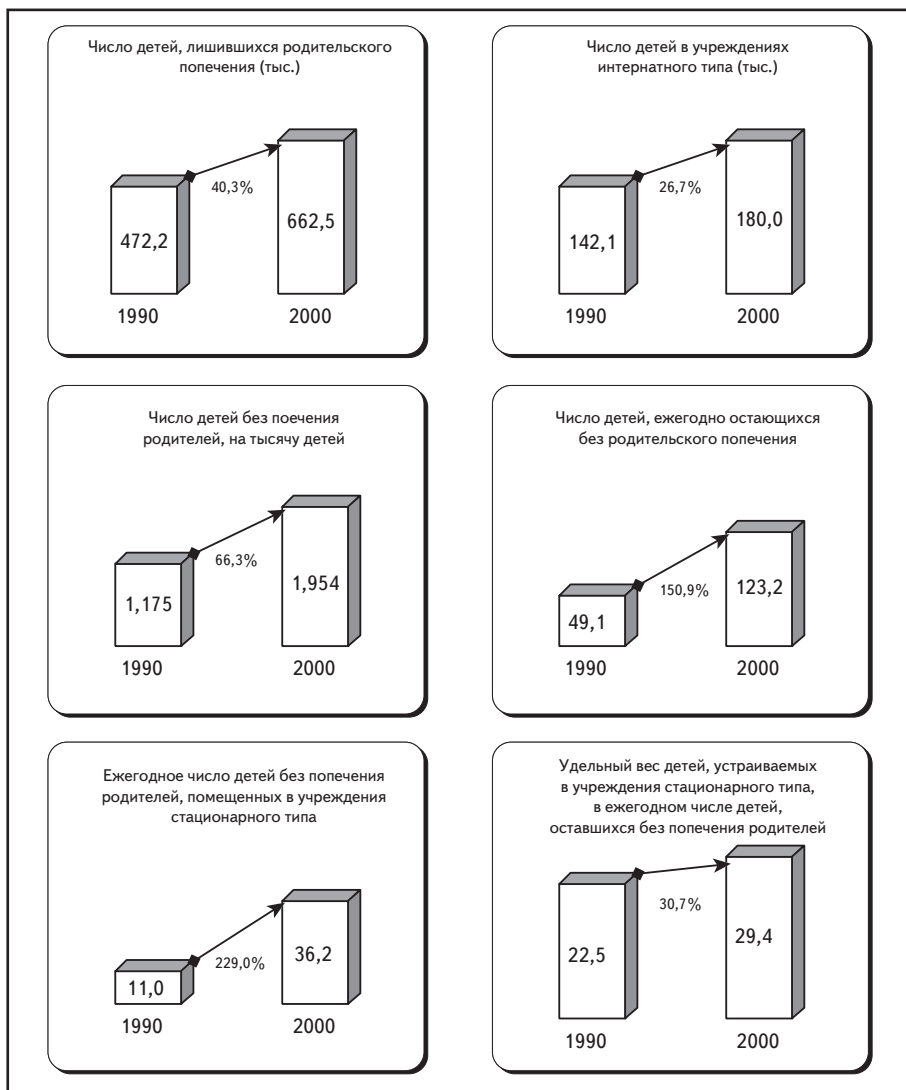 Число детей, лишившихся родительского
попечения (тыс.)
40,3%
472,2
662,5
1990
2000
Число детей в учреждениях
интернатного типа (тыс.)
26,7%
142,1
180,0
1990
2000
Число детей без поечения
родителей, на тысячу детей
66,3%
1,175
1,954
1990
2000
Число детей, ежегодно остающихся
без родительского попечения
150,9%
49,1
123,2
1990
2000
Ежегодное число детей без попечения
родителей, помещенных в учреждения
стационарного типа
229,0%
11,0
36,2
1990
2000
Удельный вес детей, устраиваемых
в учреждения стационарного типа,
в ежегодном числе детей,
оставшихся без попечения родителей
30,7%
22,5
29,4
1990
2000